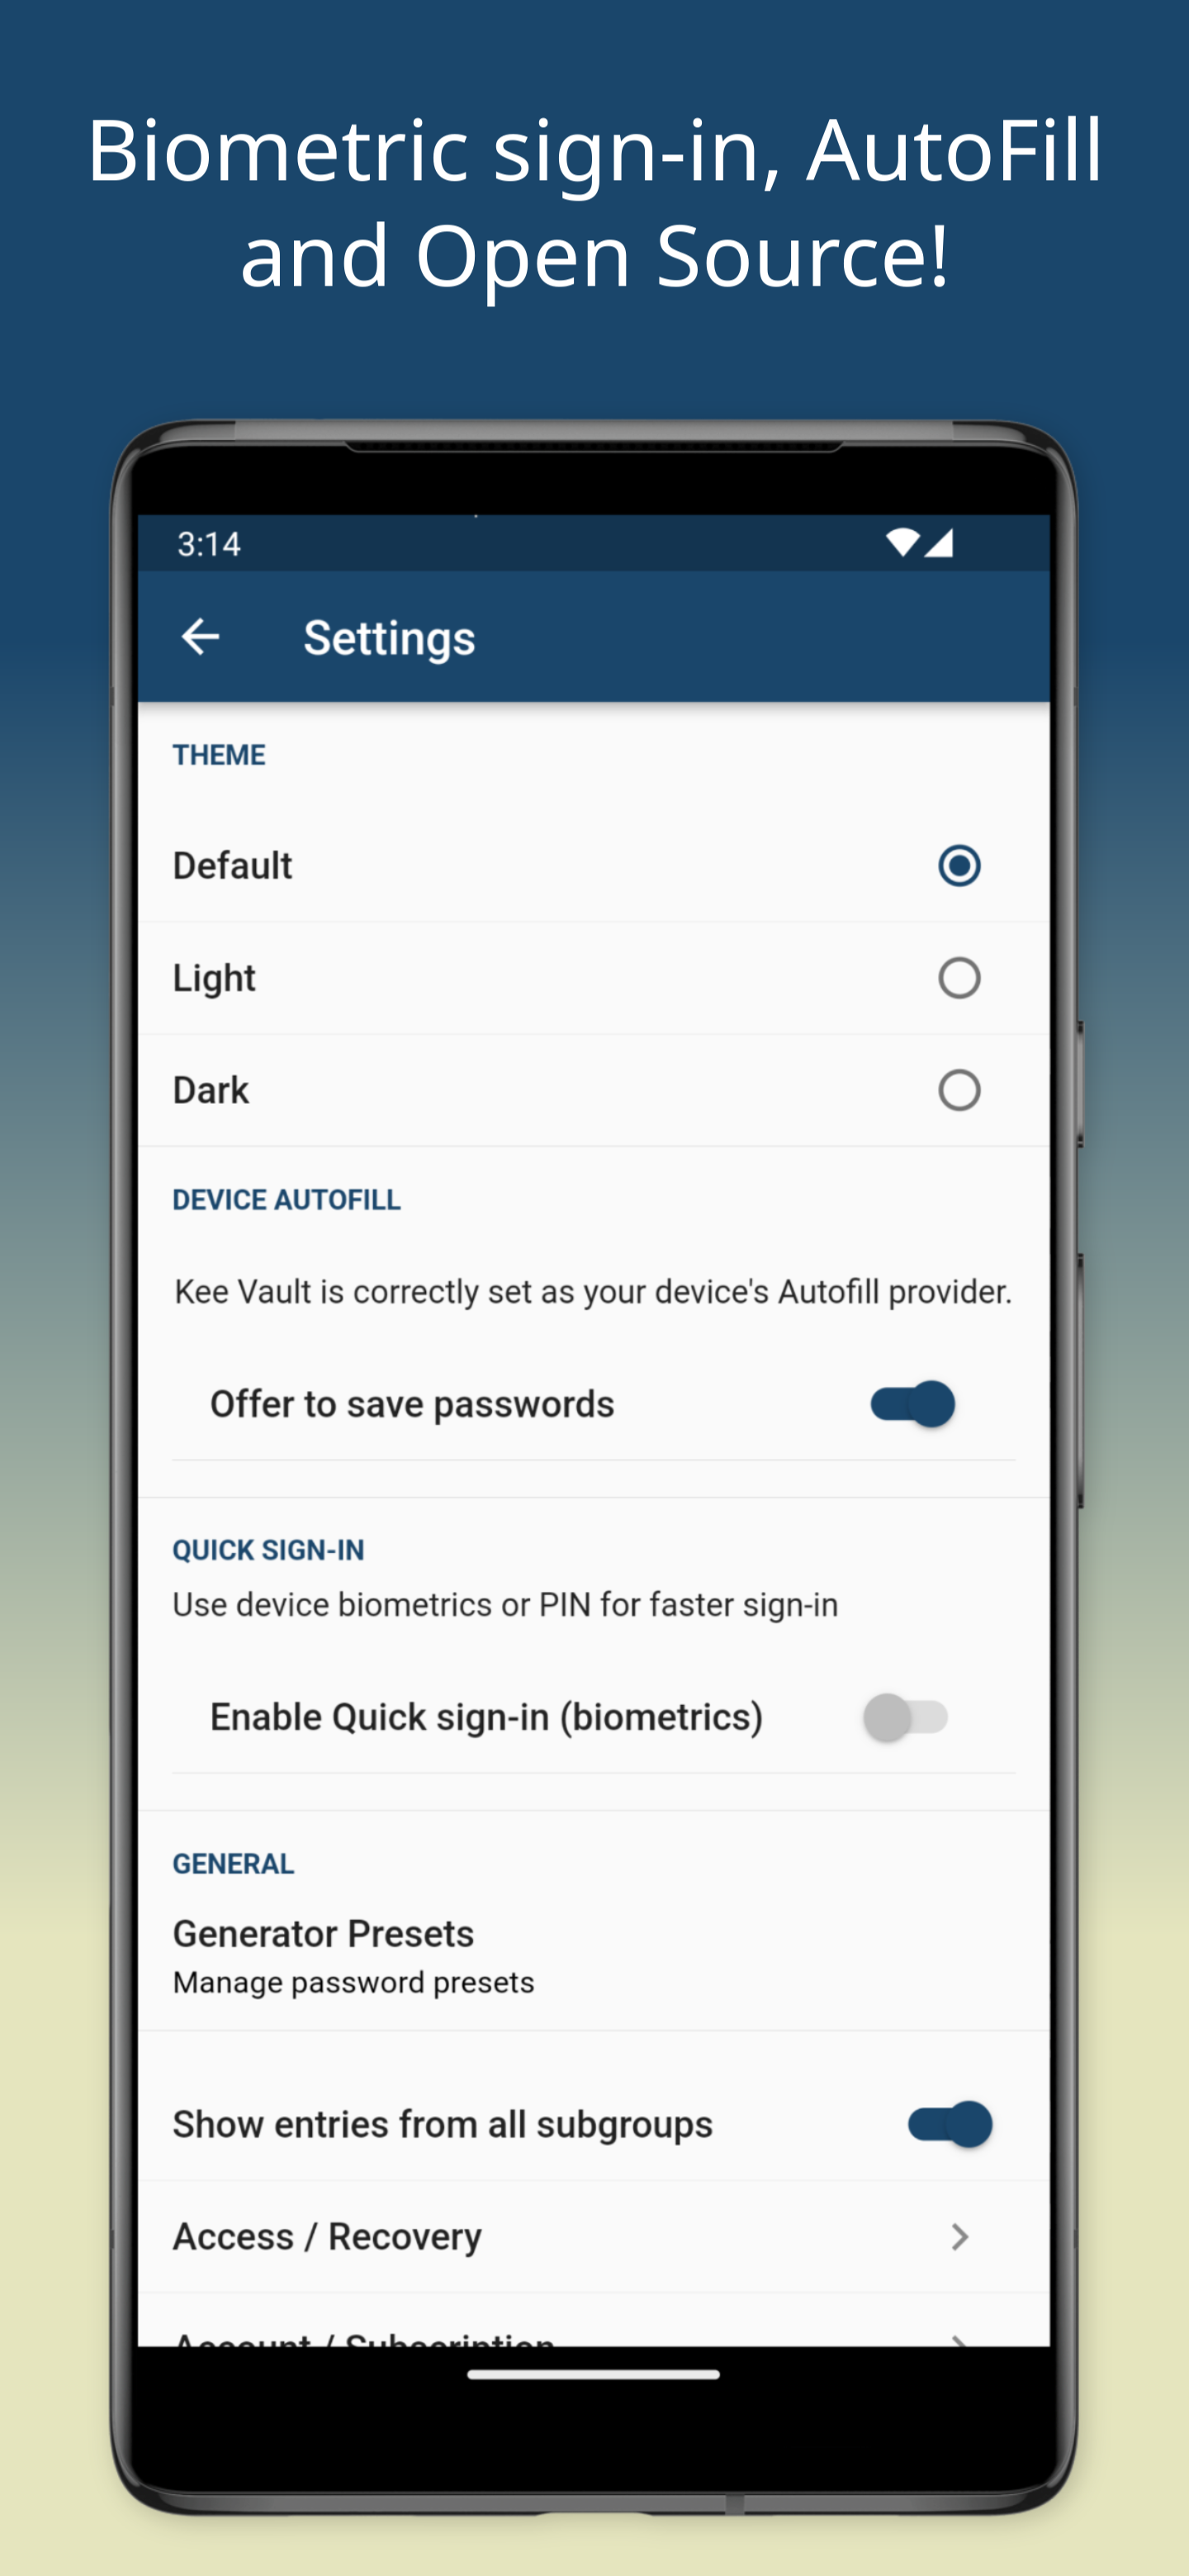 Biometric sign-in, AutoFill
and Open Source!
3:14
Settings
THEME
Default
Light
Dark
DEVICE AUTOFILL
Kee Vault is correctly set as your device's Autofill provider.
Offer to save passwords
QUICK SIGN-IN
Use device biometrics or PIN for faster sign-in
Enable Quick sign-in (biometrics)
GENERAL
Generator Presets
Manage password presets
Show entries from all subgroups
Access / Recovery
Account / Subscription